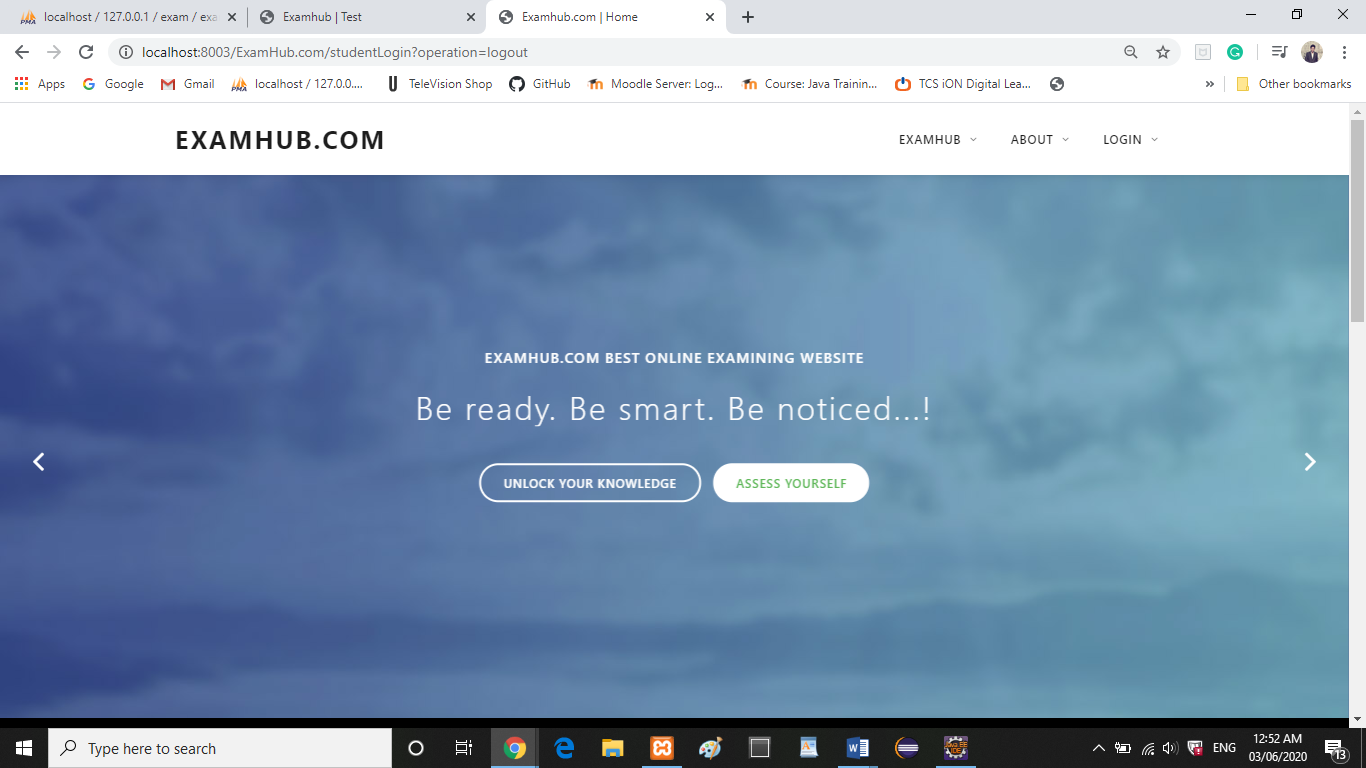 localhost / 127.0.0.1 / exam / exa
Examhub | Test
Examhub.com | Home
localhost:8003/ExamHub.com/studentLogin?operation=logout
Apps
Google
Gmail
localhost / 127.0.0....
TeleVision Shop
GitHub
Moodle Server: Log...
Course: Java Trainin...
TCS iON Digital Lea...
»
Other bookmarks
EXAMHUB.COM
EXAMHUB
ABOUT
LOGIN
EXAMHUB.COM BEST ONLINE EXAMINING WEBSITE
Be ready. Be smart. Be noticed...!
UNLOCK YOUR KNOWLEDGE
ASSESS YOURSELF
Type here to search
ENG
12:52 AM
03/06/2020
13